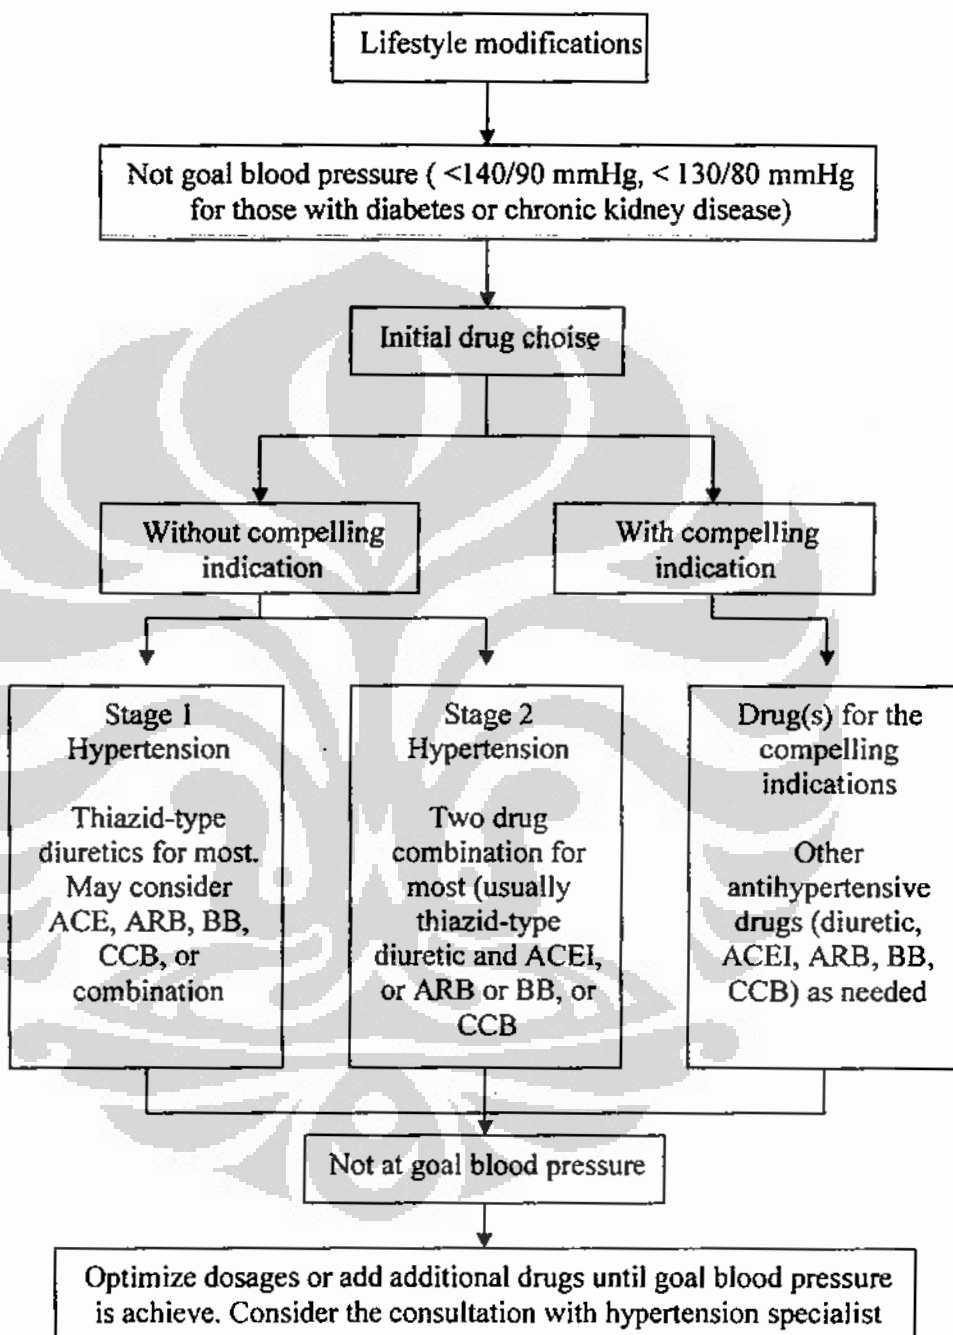 Lifestyle modifications
Not goal blood pressure ( <140/90 mmHg, < 130/80 mmHg
for those with diabetes or chronic kidney disease)
Initial drug choise
Without compelling
indication
With compelling
indication
Stage 1
Hypertension
Thiazid-type
diuretics for most.
May consider
ACE, ARB, BB,
CCB, or
combination
Stage 2
Hypertension
Two drug
combination for
most (usually
thiazid-type
diuretic and ACEI,
or ARB or BB, or
CCB
Drug(s) for the
compelling
indications
Other
antihypertensive
drugs (diuretic,
ACEI, ARB, BB,
CCB) as needed
Not at goal blood pressure
Optimize dosages or add additional drugs until goal blood pressure
is achieve. Consider the consultation with hypertension specialist